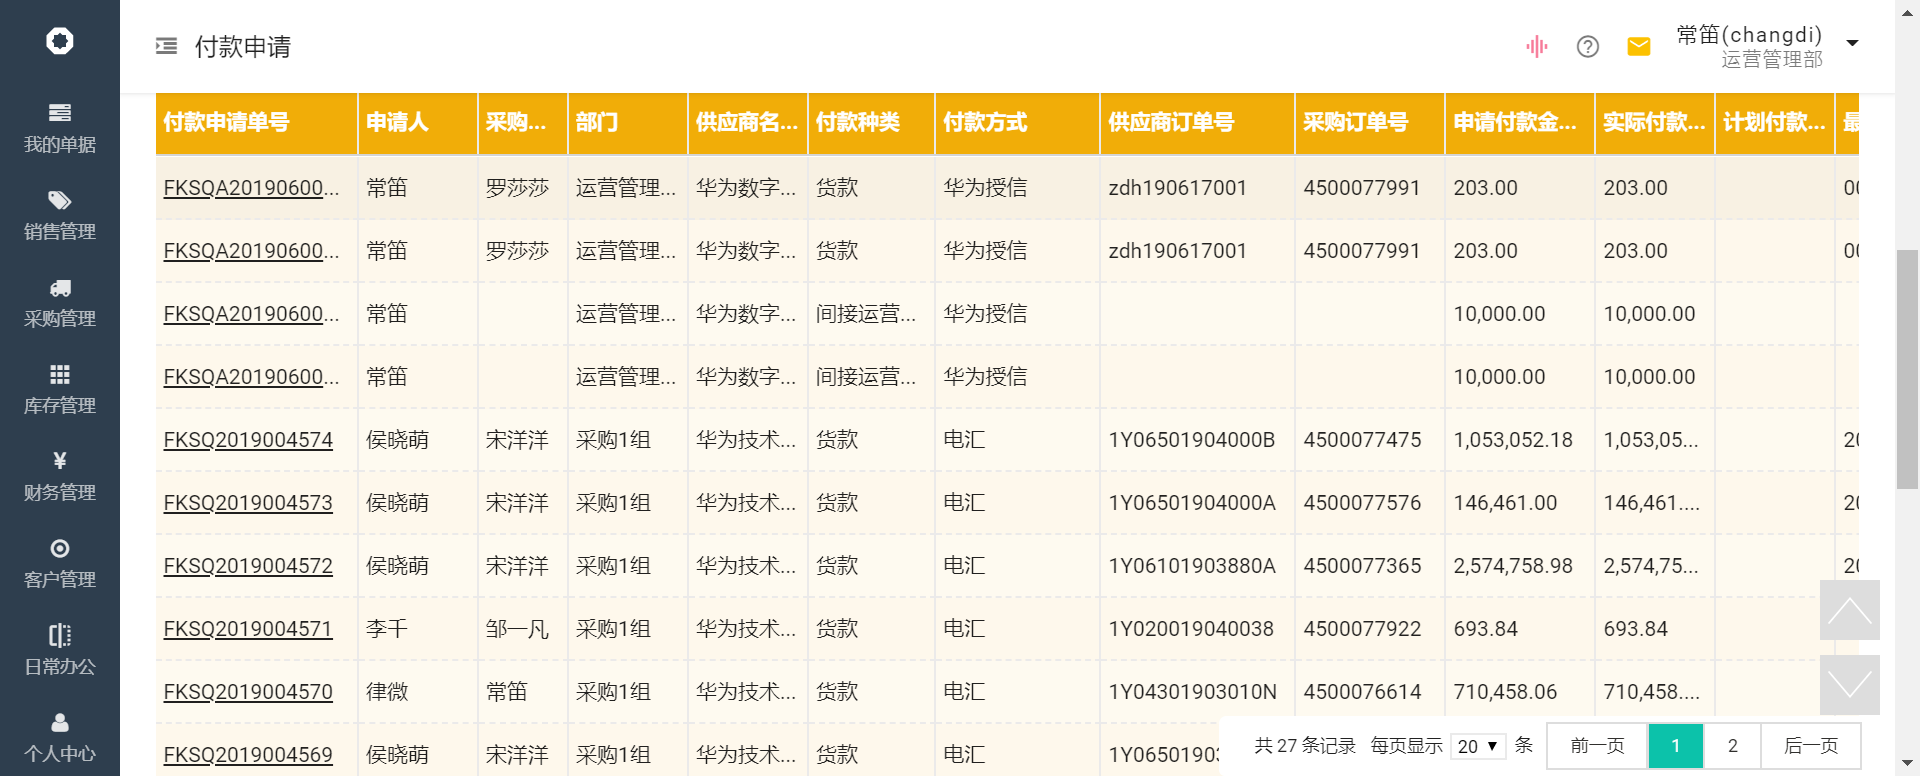 付款申请
常笛(changdi)
运营管理部
我的单据
销售管理
采购管理
库存管理
¥
财务管理
客户管理
日常办公
个人中心
付款申请单号 申请人 采购... 部门 供应商名... 付款种类 付款方式 供应商订单号 采购订单号 申请付款金... 实际付款... 计划付款... 最
FKSQA20190600... 常笛 罗莎莎 运营管理... 华为数字... 货款 华为授信 zdh190617001 4500077991 203.00 203.00 00
FKSQA20190600... 常笛 罗莎莎 运营管理... 华为数字... 货款 华为授信 zdh190617001 4500077991 203.00 203.00 00
FKSQA20190600... 常笛 运营管理... 华为数字... 间接运营... 华为授信 10,000.00 10,000.00
FKSQA20190600... 常笛 运营管理... 华为数字... 间接运营... 华为授信 10,000.00 10,000.00
FKSQ2019004574 侯晓萌 宋洋洋 采购1组 华为技术... 货款 电汇 1Y06501904000B 4500077475 1,053,052.18 1,053,05... 20
FKSQ2019004573 侯晓萌 宋洋洋 采购1组 华为技术... 货款 电汇 1Y06501904000A 4500077576 146,461.00 146,461.... 20
FKSQ2019004572 侯晓萌 宋洋洋 采购1组 华为技术... 货款 电汇 1Y06101903880A 4500077365 2,574,758.98 2,574,75... 20
FKSQ2019004571 李千 邹一凡 采购1组 华为技术... 货款 电汇 1Y020019040038 4500077922 693.84 693.84
FKSQ2019004570 律微 常笛 采购1组 华为技术... 货款 电汇 1Y04301903010N 4500076614 710,458.06 710,458....
FKSQ2019004569 侯晓萌 宋洋洋 采购1组 华为技术... 货款 电汇 1Y0650190
共 27 条记录 每页显示 20 ▼ 条 前一页 1 2 后一页